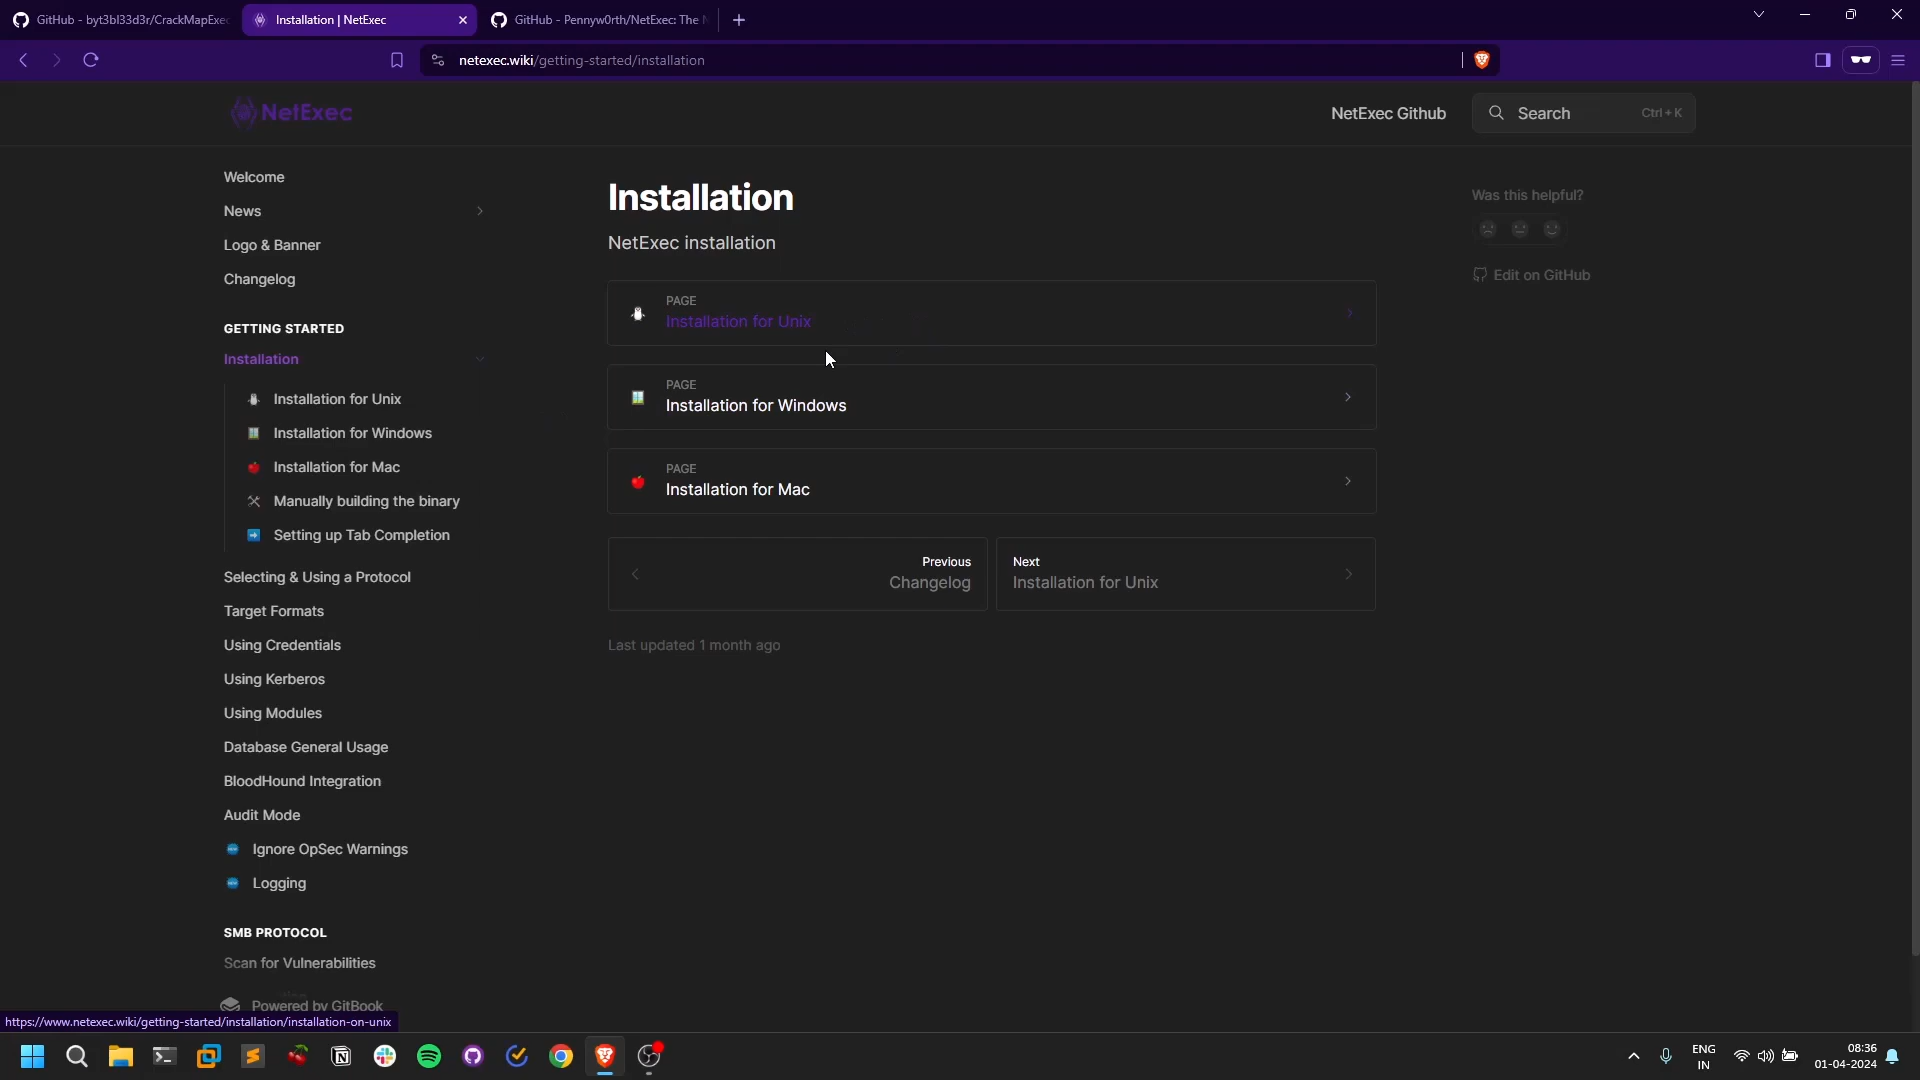 GitHub - byt3bl33d3r/CrackMapExec
Installation | NetExec
GitHub - Pennyw0rth/NetExec: The N
netexec.wiki/getting-started/installation
NetExec
NetExec Github
Search
Ctrl + K
Welcome
News
Logo & Banner
Changelog
GETTING STARTED
Installation
Installation for Unix
Installation for Windows
Installation for Mac
Manually building the binary
Setting up Tab Completion
Selecting & Using a Protocol
Target Formats
Using Credentials
Using Kerberos
Using Modules
Database General Usage
BloodHound Integration
Audit Mode
Ignore OpSec Warnings
Logging
SMB PROTOCOL
Scan for Vulnerabilities
Powered by GitBook
Installation
NetExec installation
PAGE
Installation for Unix
PAGE
Installation for Windows
PAGE
Installation for Mac
Previous
Changelog
Next
Installation for Unix
Last updated 1 month ago
Was this helpful?
Edit on GitHub
https://www.netexec.wiki/getting-started/installation/installation-on-unix
ENG
IN
08:36
01-04-2024